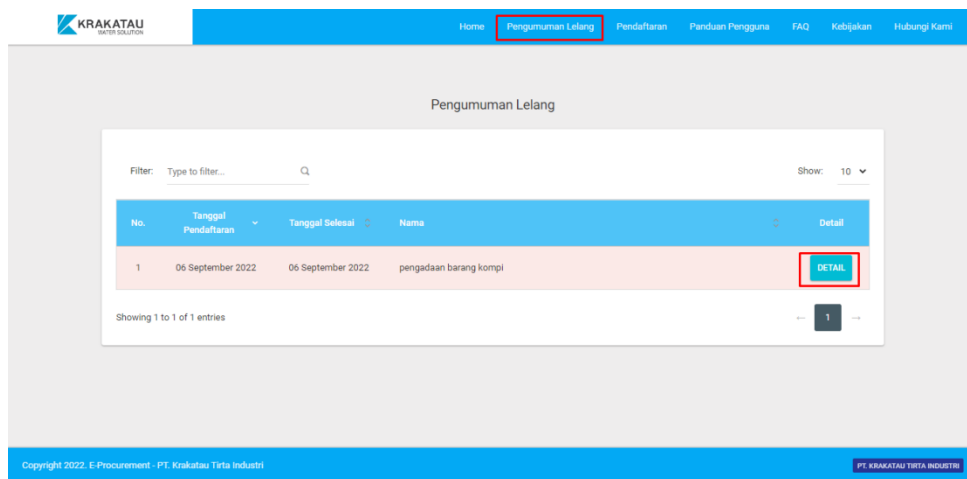 KRAKATAU
WATER SOLUTION
Home Pengumuman Lelang Pendaftaran Panduan Pengguna FAQ Kebijakan Hubungi Kami
Pengumuman Lelang
Filter: Type to filter... Show: 10
No. Tanggal Pendaftaran Tanggal Selesai Nama Detail
1 06 September 2022 06 September 2022 pengadaan barang kompi DETAIL
Showing 1 to 1 of 1 entries ← 1 →
Copyright 2022. E-Procurement - PT. Krakatau Tirta Industri PT. KRAKATAU TIRTA INDUSTRI